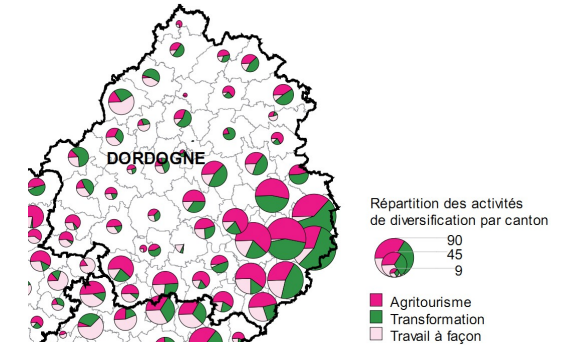 DORDOGNE
Répartition des activités
de diversification par canton
90
45
9
Agritourisme
Transformation
Travail à façon